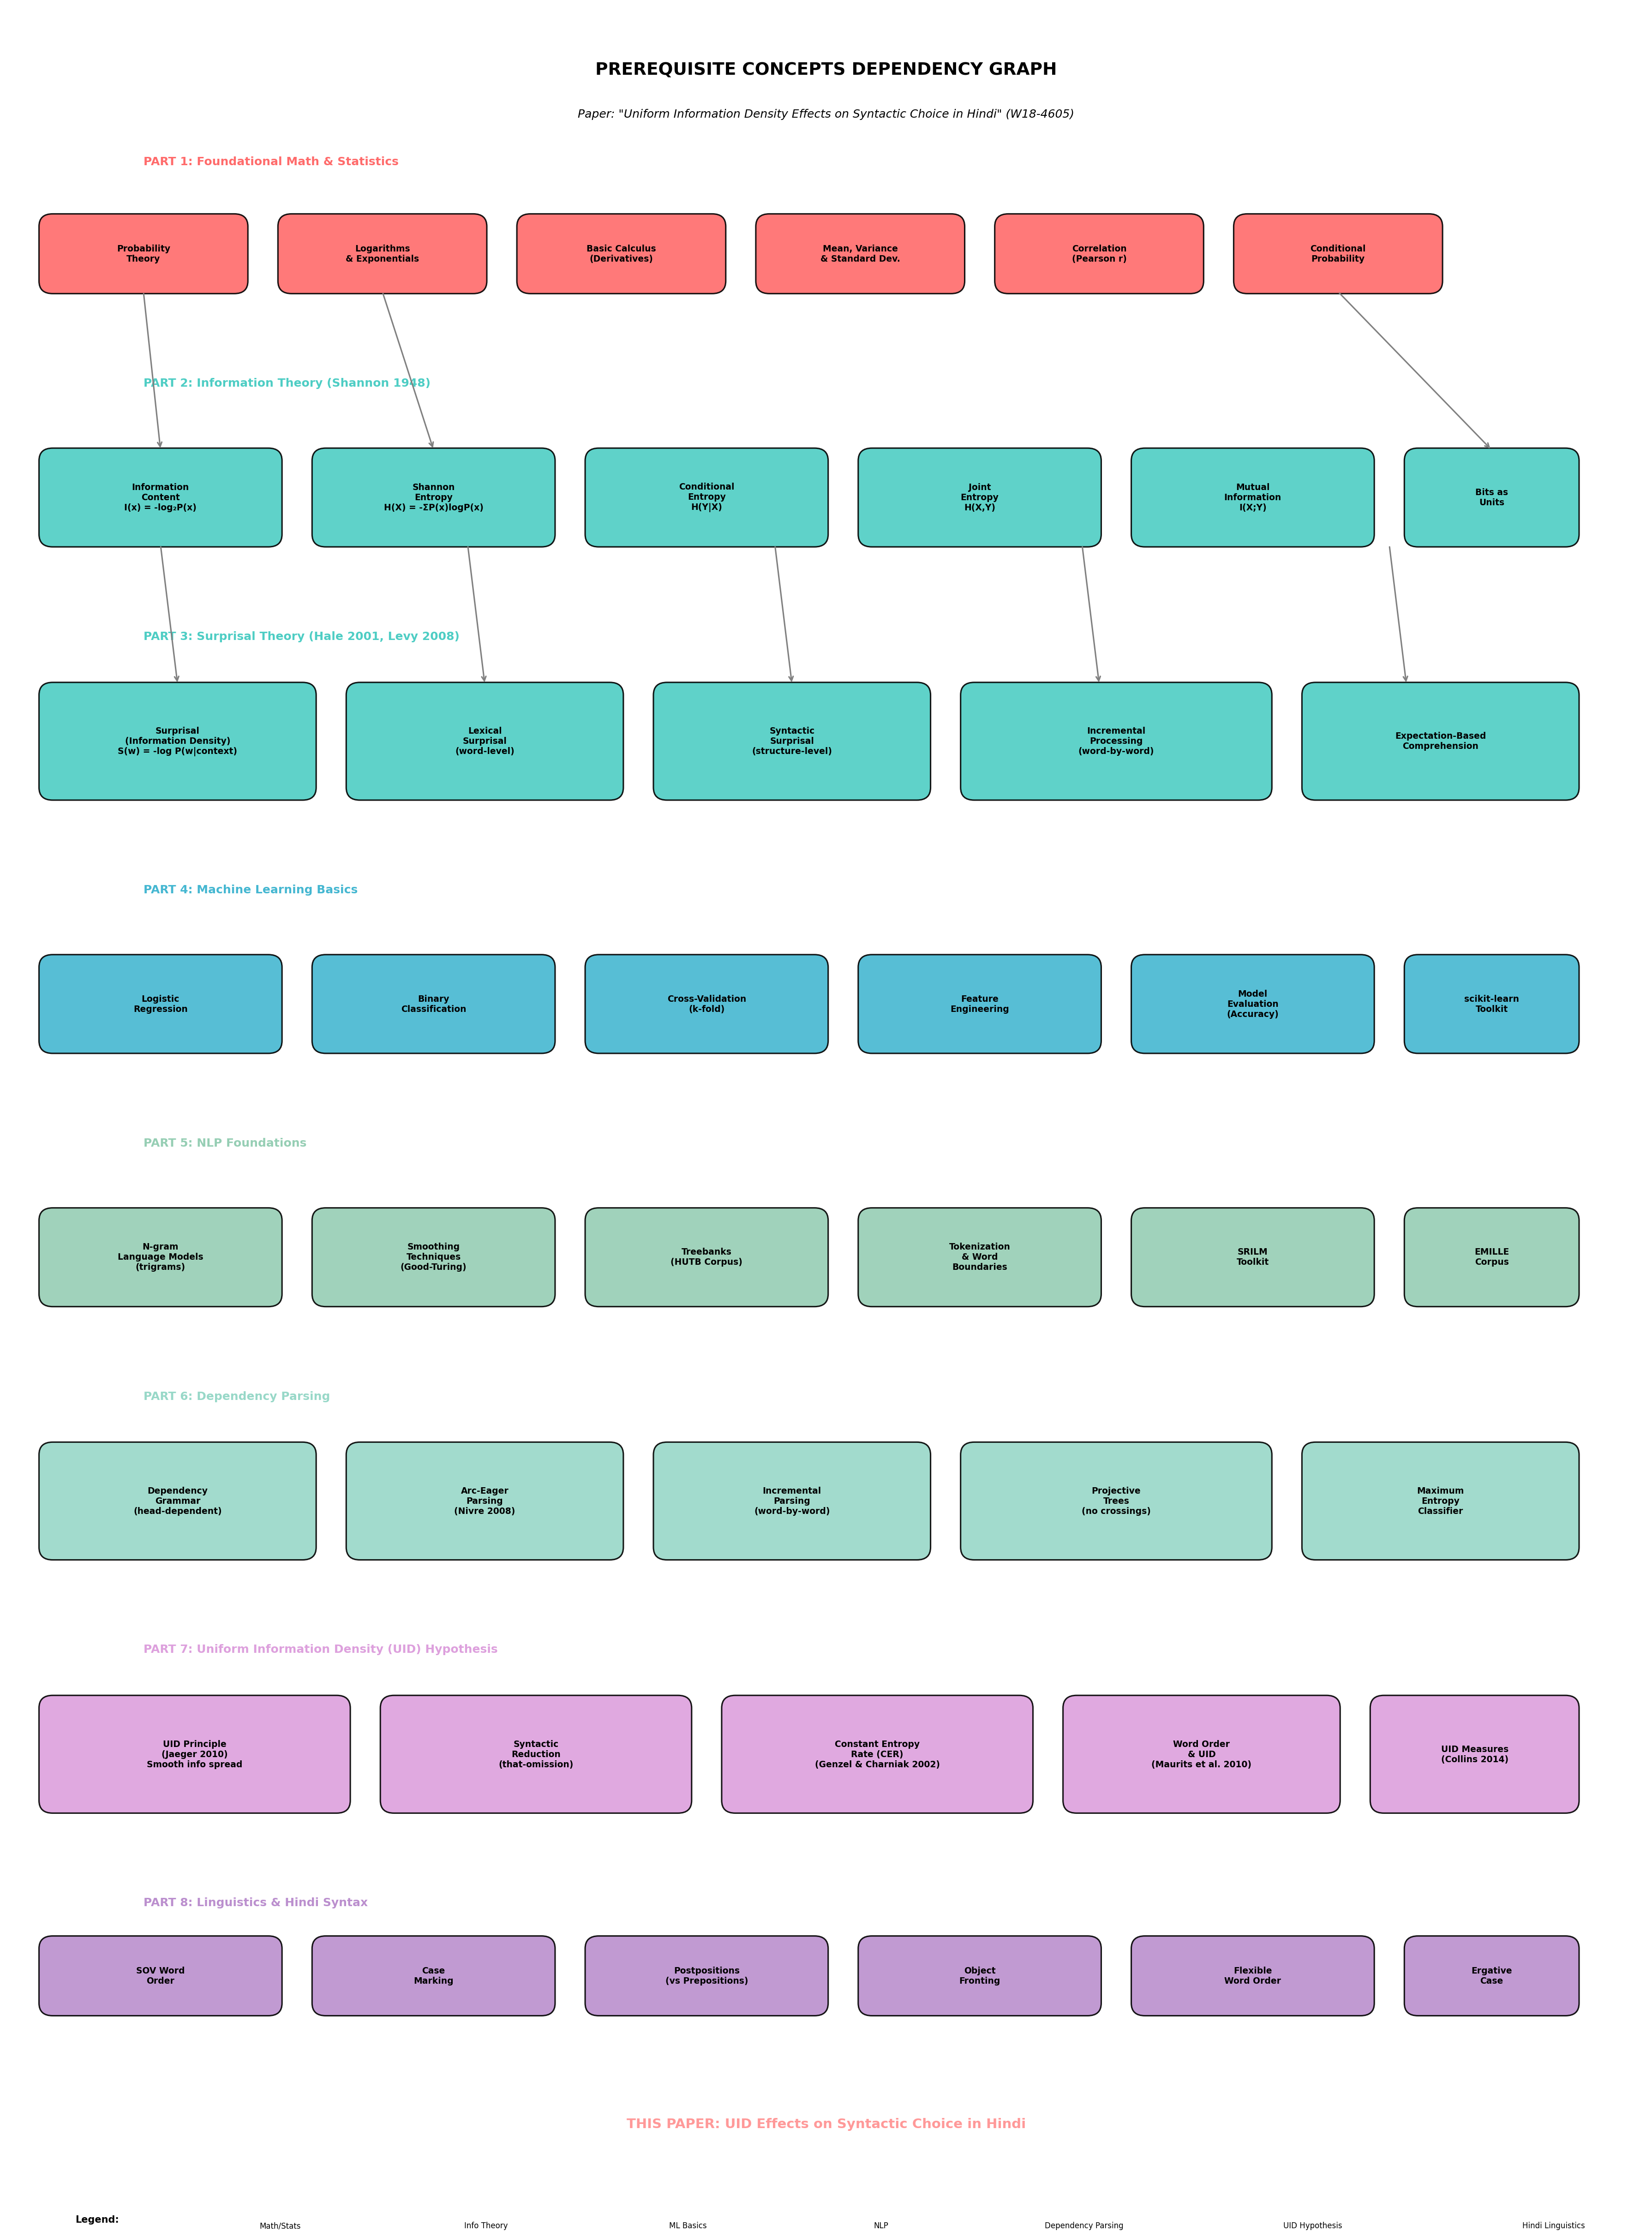 PREREQUISITE CONCEPTS DEPENDENCY GRAPH
Paper: "Uniform Information Density Effects on Syntactic Choice in Hindi" (W18-4605)
PART 1: Foundational Math & Statistics
Probability
Theory
Logarithms
& Exponentials
Basic Calculus
(Derivatives)
Mean, Variance
& Standard Dev.
Correlation
(Pearson r)
Conditional
Probability
PART 2: Information Theory (Shannon 1948)
Information
Content
I(x) = -log₂P(x)
Shannon
Entropy
H(X) = -ΣP(x)logP(x)
Conditional
Entropy
H(Y|X)
Joint
Entropy
H(X,Y)
Mutual
Information
I(X;Y)
Bits as
Units
PART 3: Surprisal Theory (Hale 2001, Levy 2008)
Surprisal
(Information Density)
S(w) = -log P(w|context)
Lexical
Surprisal
(word-level)
Syntactic
Surprisal
(structure-level)
Incremental
Processing
(word-by-word)
Expectation-Based
Comprehension
PART 4: Machine Learning Basics
Logistic
Regression
Binary
Classification
Cross-Validation
(k-fold)
Feature
Engineering
Model
Evaluation
(Accuracy)
scikit-learn
Toolkit
PART 5: NLP Foundations
N-gram
Language Models
(trigrams)
Smoothing
Techniques
(Good-Turing)
Treebanks
(HUTB Corpus)
Tokenization
& Word
Boundaries
SRILM
Toolkit
EMILLE
Corpus
PART 6: Dependency Parsing
Dependency
Grammar
(head-dependent)
Arc-Eager
Parsing
(Nivre 2008)
Incremental
Parsing
(word-by-word)
Projective
Trees
(no crossings)
Maximum
Entropy
Classifier
PART 7: Uniform Information Density (UID) Hypothesis
UID Principle
(Jaeger 2010)
Smooth info spread
Syntactic
Reduction
(that-omission)
Constant Entropy
Rate (CER)
(Genzel & Charniak 2002)
Word Order
& UID
(Maurits et al. 2010)
UID Measures
(Collins 2014)
PART 8: Linguistics & Hindi Syntax
SOV Word
Order
Case
Marking
Postpositions
(vs Prepositions)
Object
Fronting
Flexible
Word Order
Ergative
Case
THIS PAPER: UID Effects on Syntactic Choice in Hindi
Legend:
Math/Stats
Info Theory
ML Basics
NLP
Dependency Parsing
UID Hypothesis
Hindi Linguistics